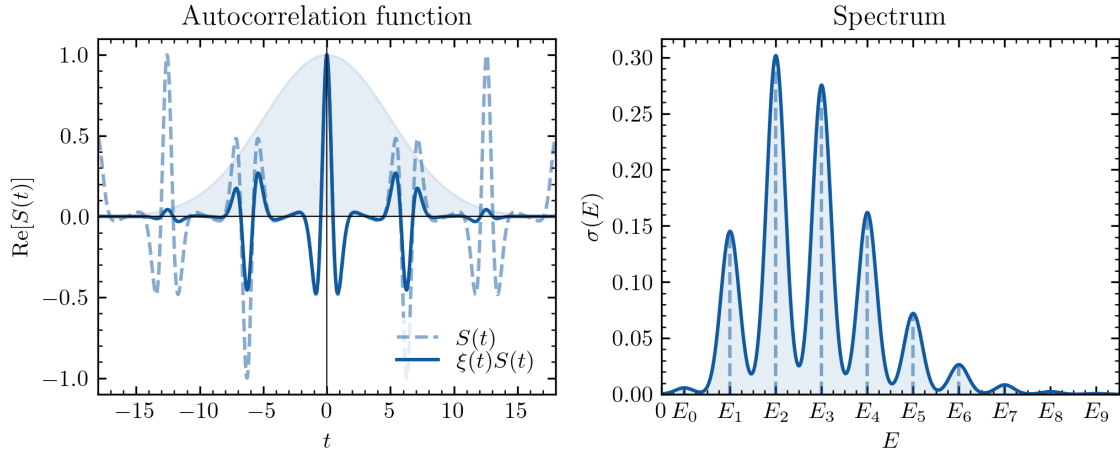 Autocorrelation function
Re[S(t)]
1.0
0.5
0.0
−0.5
−1.0
S(t)
ξ(t)S(t)
−15 −10 −5 0 5 10 15
t
Spectrum
σ(E)
0.30
0.25
0.20
0.15
0.10
0.05
0.00
0 E₀ E₁ E₂ E₃ E₄ E₅ E₆ E₇ E₈ E₉
E